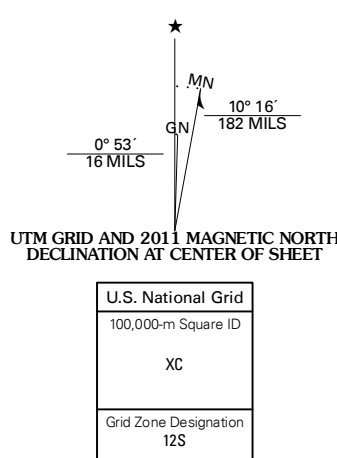 ★
MN
GN
10° 16´
182 MILS
0° 53´
16 MILS
UTM GRID AND 2011 MAGNETIC NORTH
DECLINATION AT CENTER OF SHEET
U.S. National Grid
100,000-m Square ID
XC
Grid Zone Designation
12S